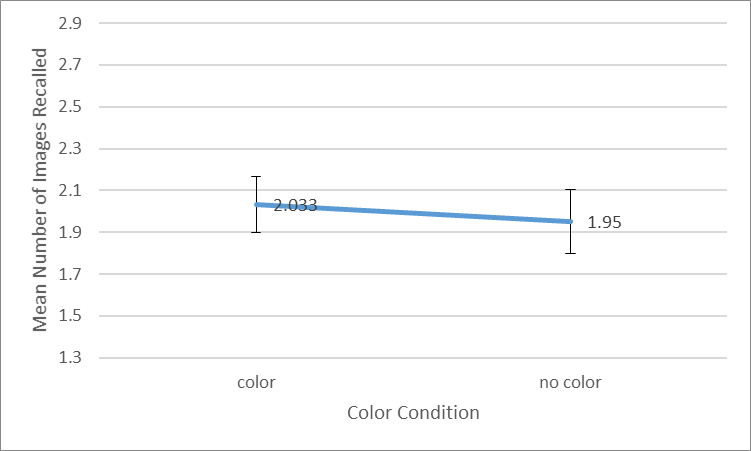 Mean Number of Images Recalled
2.9
2.7
2.5
2.3
2.1
1.9
1.7
1.5
1.3
2.033
1.95
color
no color
Color Condition